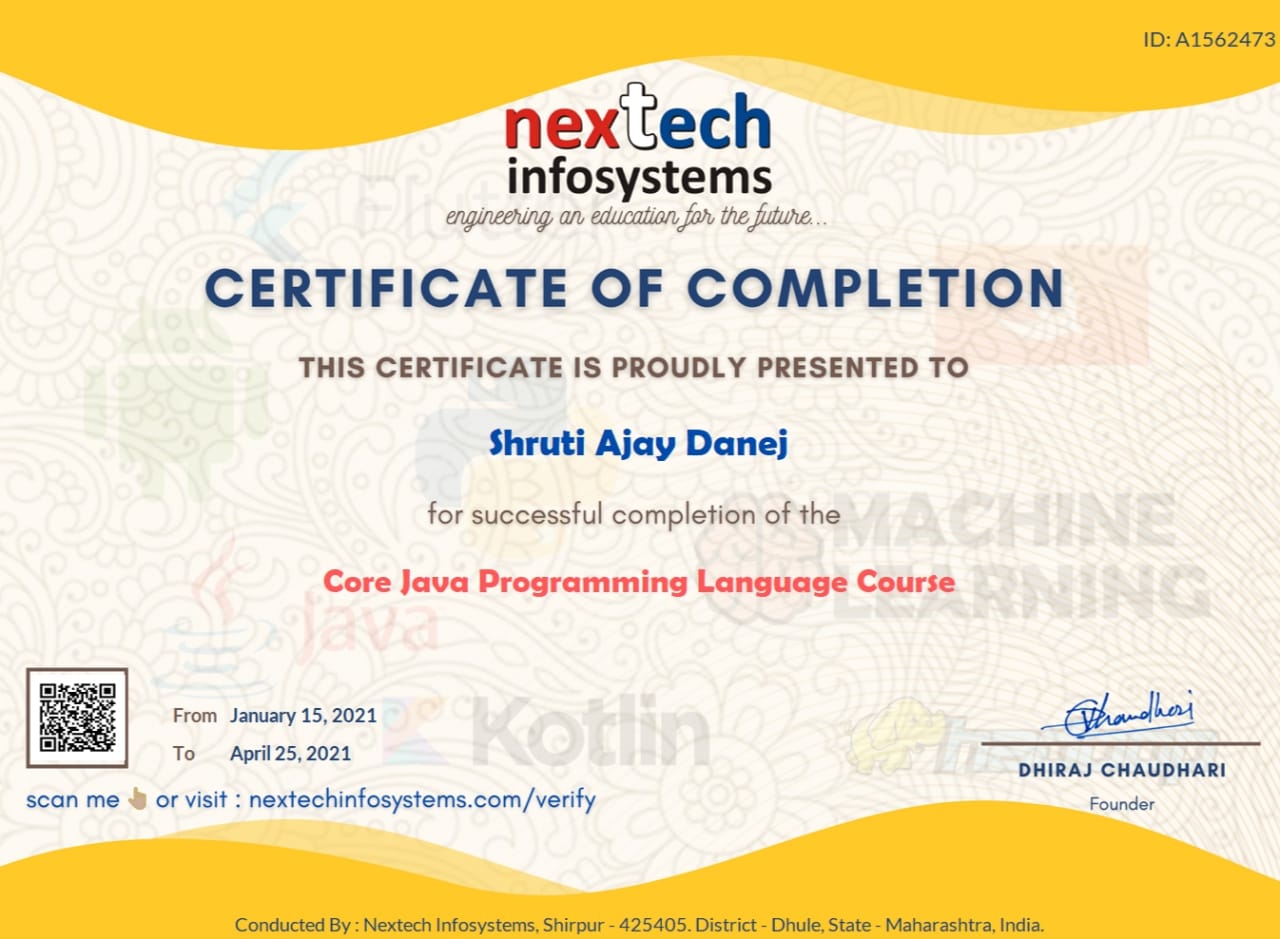 ID: A1562473
nextech
infosystems
engineering an education for the future...
CERTIFICATE OF COMPLETION
THIS CERTIFICATE IS PROUDLY PRESENTED TO
Shruti Ajay Danej
for successful completion of the
MACHINE
LEARNING
Core Java Programming Language Course
Java
Kotlin
From January 15, 2021
To April 25, 2021
scan me 👆🏽 or visit : nextechinfosystems.com/verify
Chaudhari
DHIRAJ CHAUDHARI
Founder
Conducted By : Nextech Infosystems, Shirpur - 425405. District - Dhule, State - Maharashtra, India.